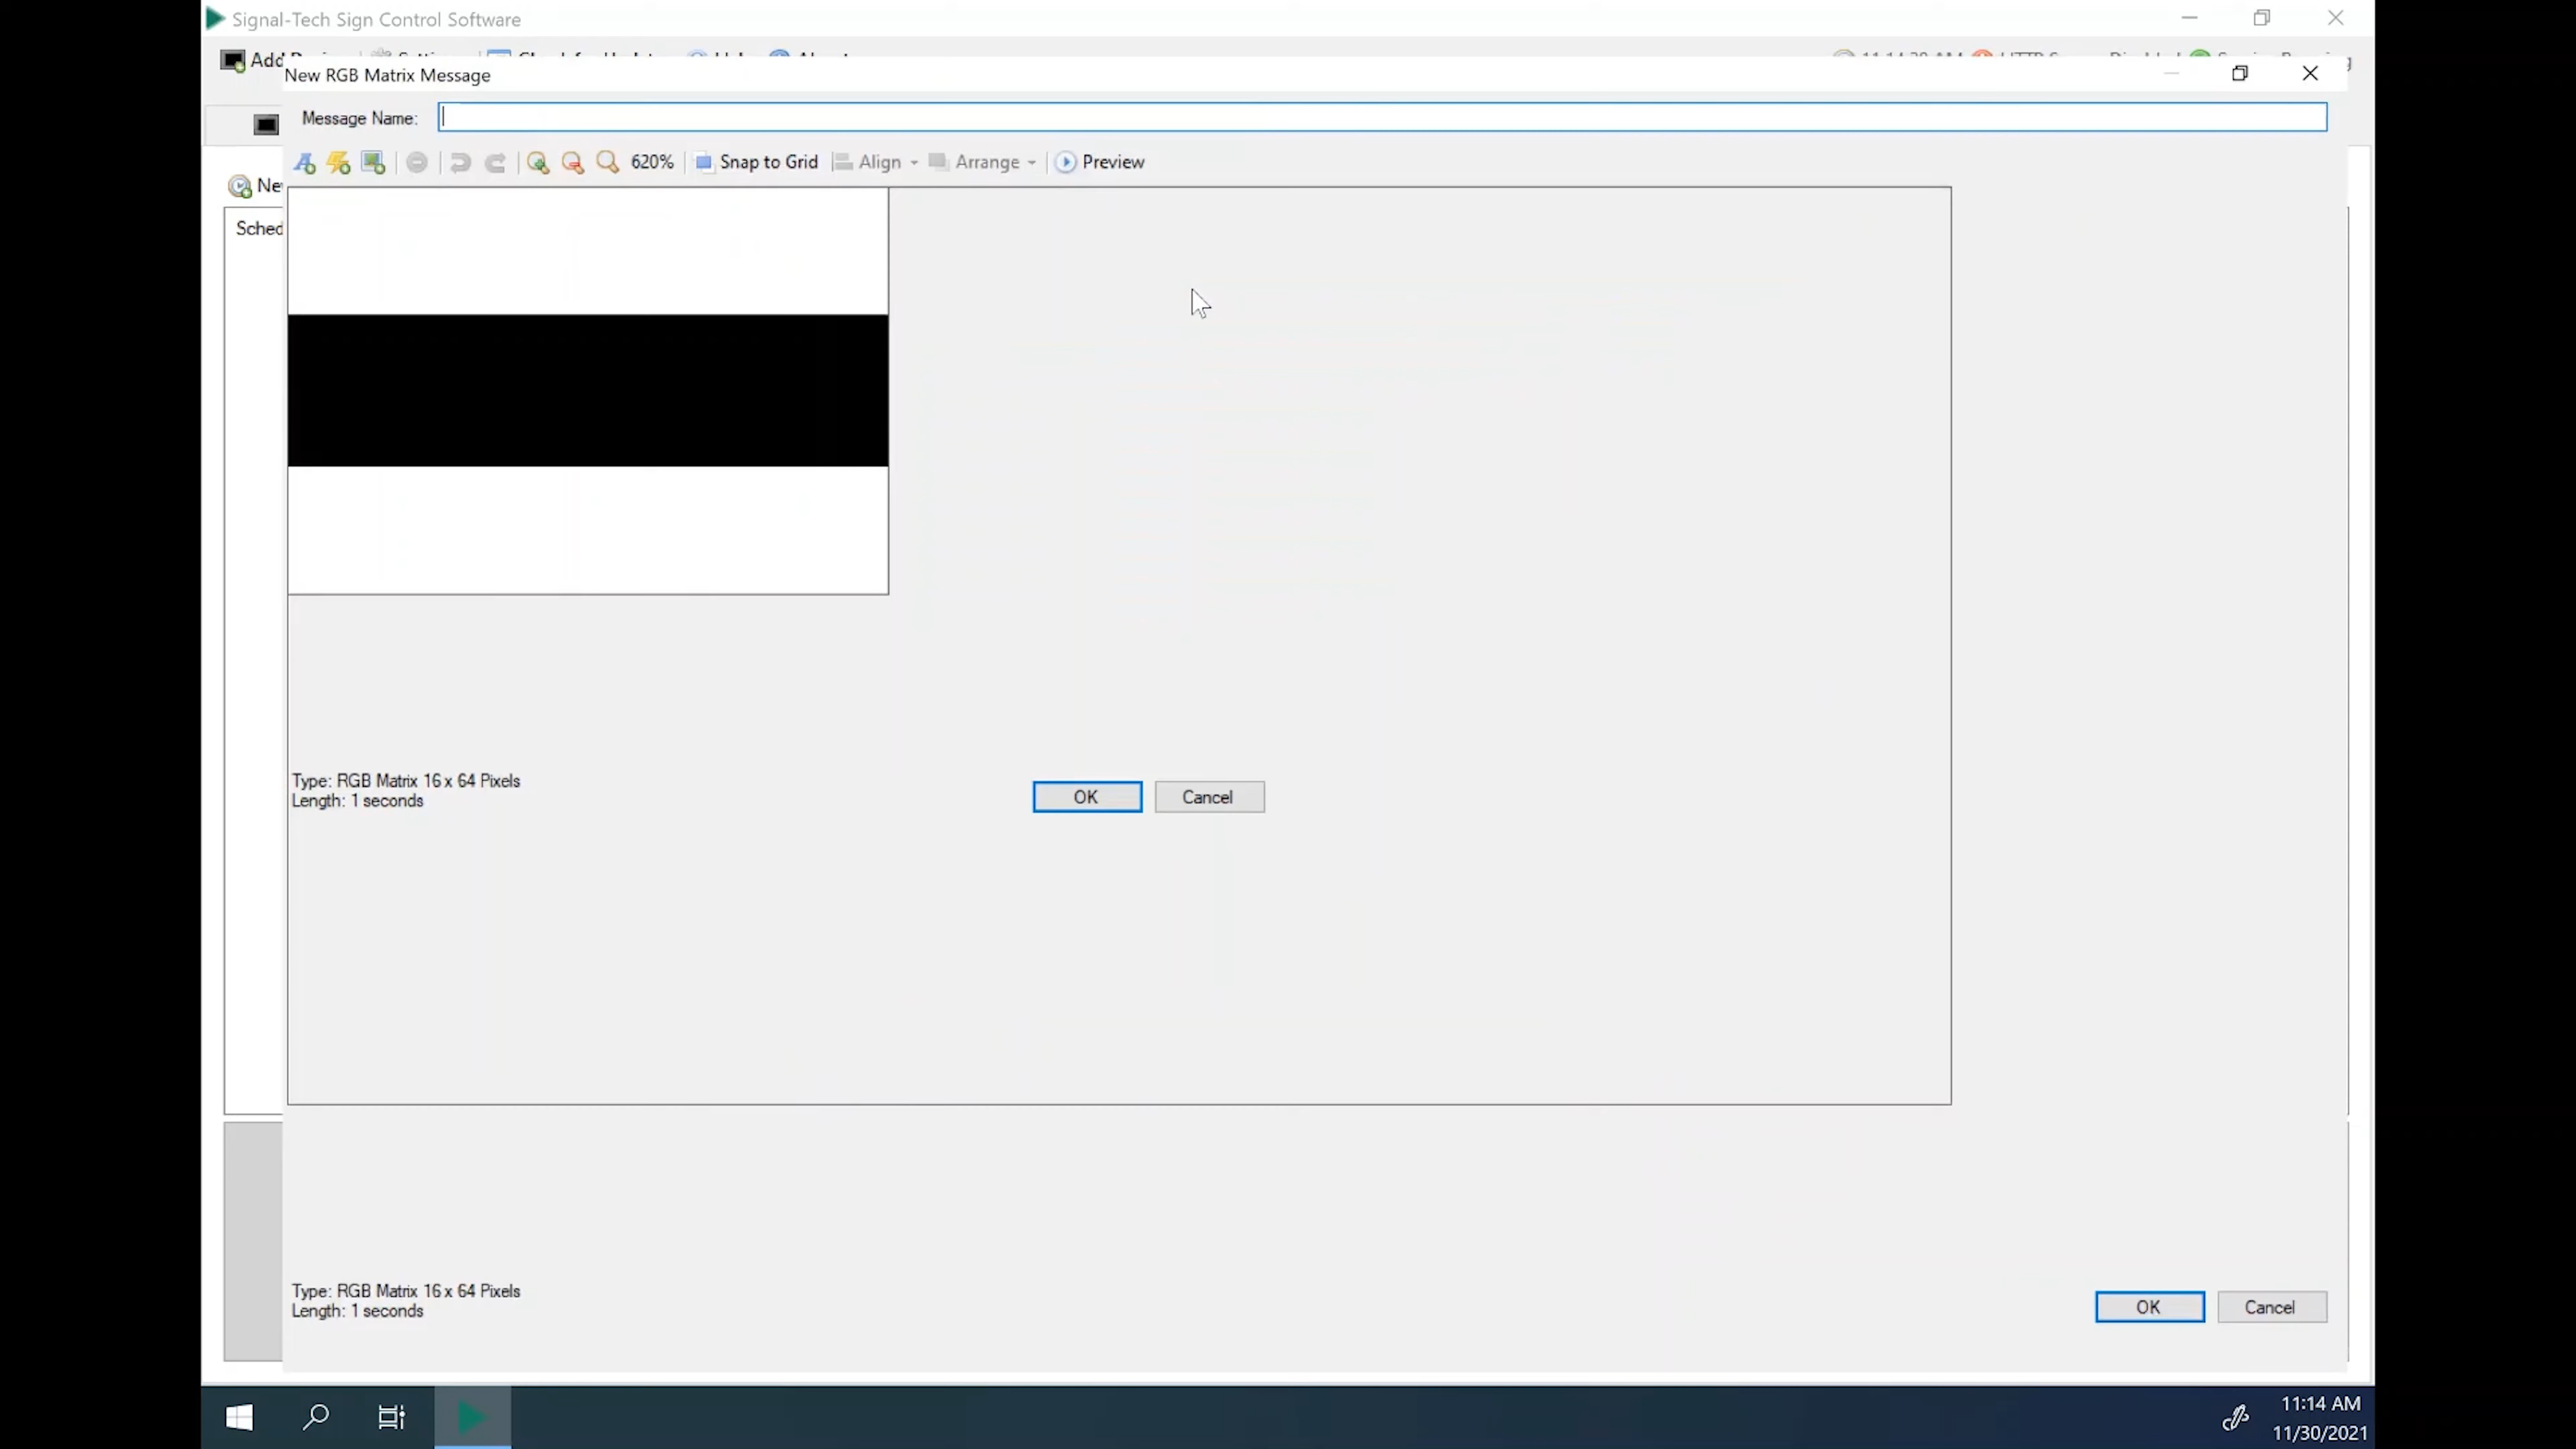 Signal-Tech Sign Control Software
Add
New RGB Matrix Message
Message Name:
620% Snap to Grid Align Arrange Preview
Type: RGB Matrix 16 x 64 Pixels
Length: 1 seconds
OK Cancel
Type: RGB Matrix 16 x 64 Pixels
Length: 1 seconds
OK Cancel
11:14 AM
11/30/2021